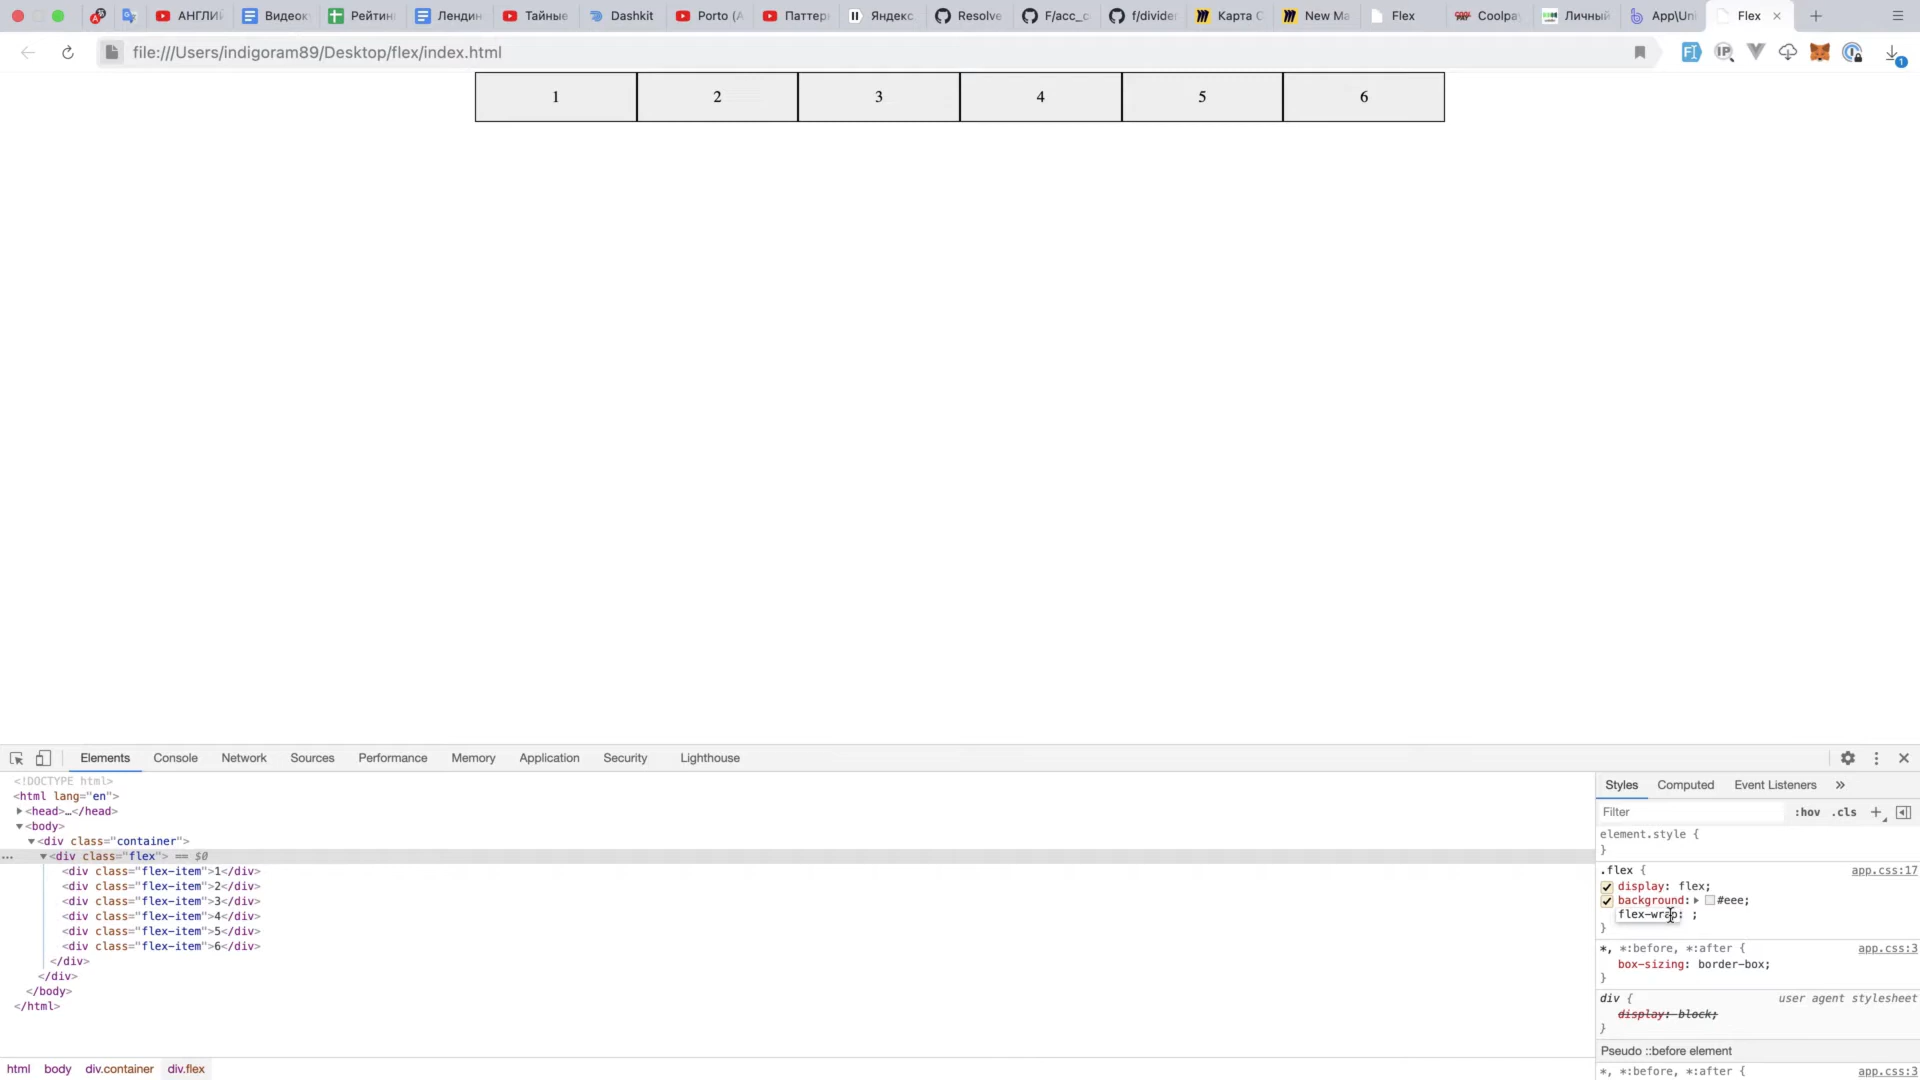 АНГЛИЙ
Видеок
Рейтинг
Лендин
Тайные
Dashkit
Porto (A
Паттер
Яндекс
Resolve
F/acc_c
f/divide
Карта С
New Ma
Flex
Coolpa
Личный
App\Uni
Flex
file:///Users/indigoram89/Desktop/flex/index.html
1 2 3 4 5 6
Elements Console Network Sources Performance Memory Application Security Lighthouse
<!DOCTYPE html>
<html lang="en">
<head>…</head>
<body>
<div class="container">
<div class="flex"> == $0
<div class="flex-item">1</div>
<div class="flex-item">2</div>
<div class="flex-item">3</div>
<div class="flex-item">4</div>
<div class="flex-item">5</div>
<div class="flex-item">6</div>
</div>
</div>
</body>
</html>
html body div.container div.flex
Styles Computed Event Listeners »
Filter :hov .cls +
element.style {
}
.flex { app.css:17
display: flex;
background: #eee;
flex-wrap: ;
}
*, *:before, *:after { app.css:3
box-sizing: border-box;
}
div { user agent stylesheet
display: block;
}
Pseudo ::before element
*, *:before, *:after { app.css:3